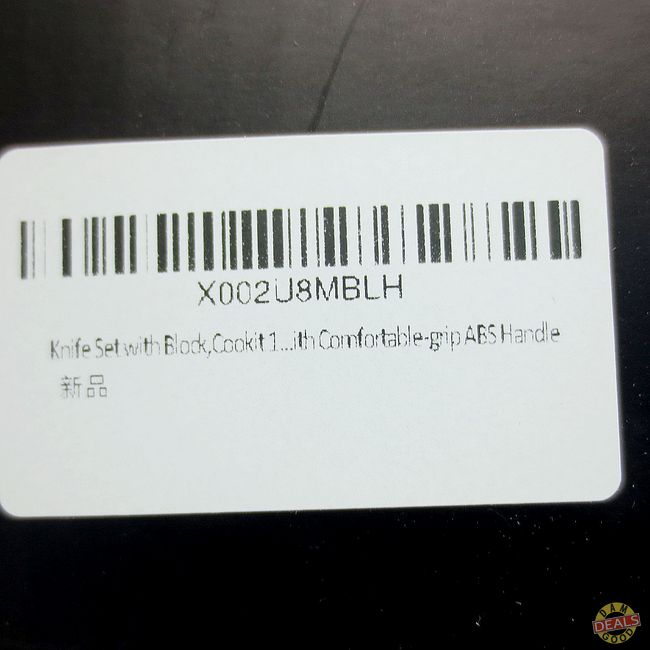 X002U8MBLH
Knife Set with Block,Cookit 1...ith Comfortable-grip ABS Handle
新品
DAM
DEALS
GOOD